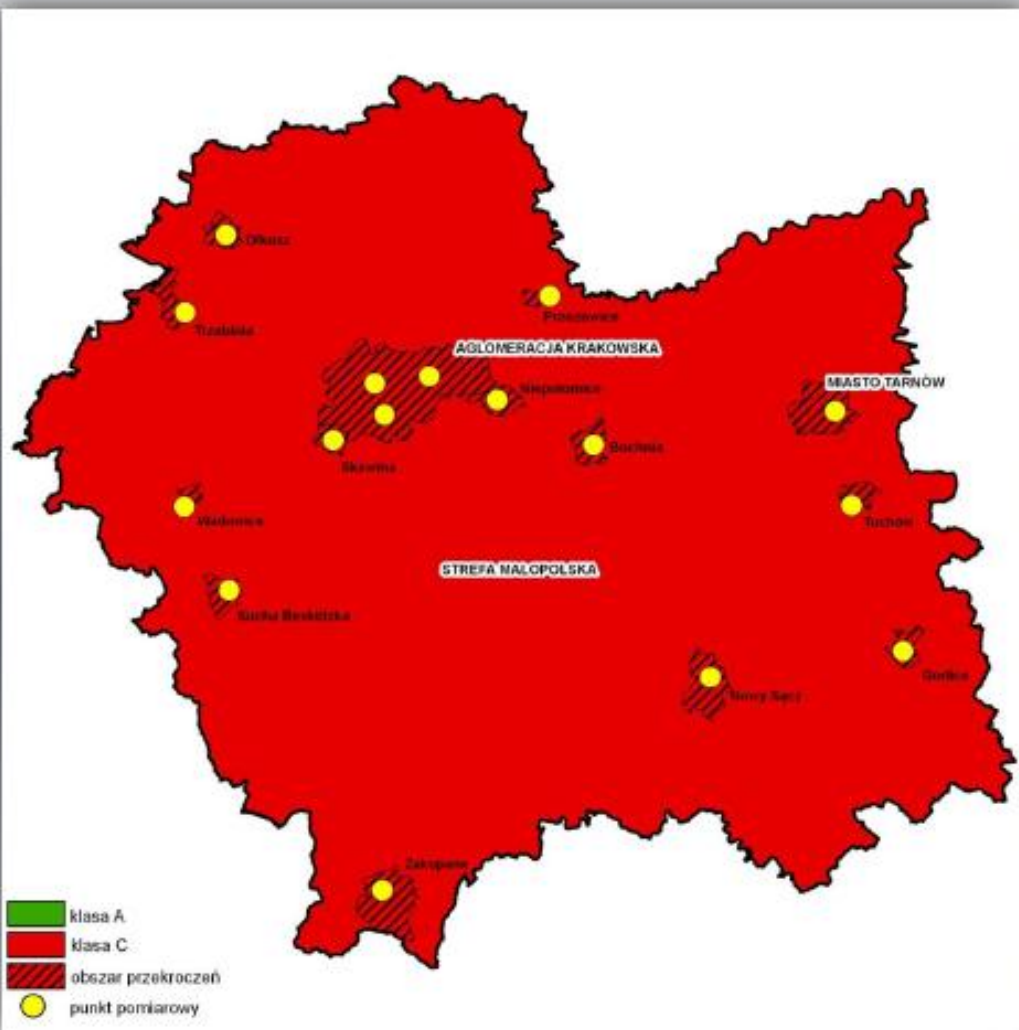 Olkusz
Trzebinia
Proszowice
AGLOMERACJA KRAKOWSKA
Niepołomice
MIASTO TARNÓW
Bochnia
Skawina
Tuchów
Wadowice
STREFA MAŁOPOLSKA
Sucha Beskidzka
Gorlice
Nowy Sącz
Zakopane
klasa A
klasa C
obszar przekroczeń
punkt pomiarowy